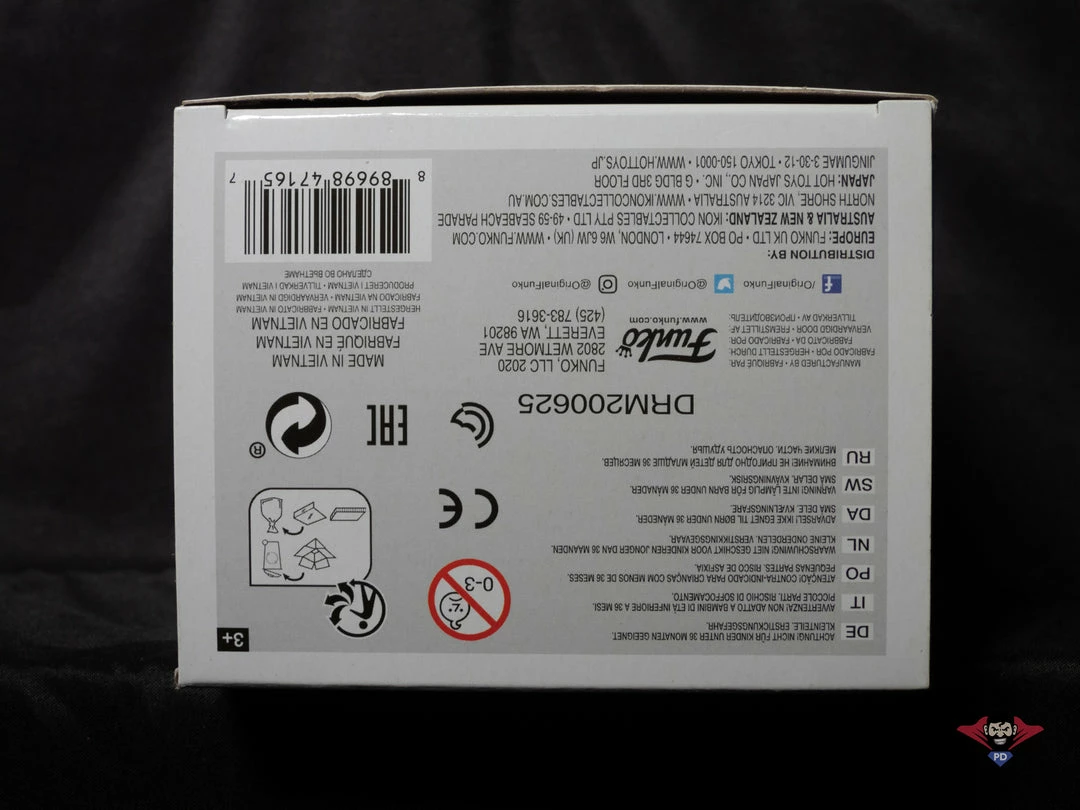 3+
0-3
DE
ACHTUNG! NICHT FÜR KINDER UNTER 36 MONATEN GEEIGNET.
KLEINTEILE. ERSTICKUNGSGEFAHR.
IT
AVVERTENZA! NON ADATTO A BAMBINI DI ETÀ INFERIORE A 36 MESI.
PICCOLE PARTI. RISCHIO DI SOFFOCAMENTO.
PO
ATENÇÃO: CONTRA-INDICADO PARA CRIANÇAS COM MENOS DE 36 MESES.
PEQUENAS PARTES. RISCO DE ASFIXIA.
NL
WAARSCHUWING: NIET GESCHIKT VOOR KINDEREN JONGER DAN 36 MAANDEN.
KLEINE ONDERDELEN. VERSTIKKINGSGEVAAR.
DA
ADVARSEL! IKKE EGNET TIL BØRN UNDER 36 MÅNEDER.
SMÅ DELE. KVÆLNINGSFARE.
SW
VARNING! INTE LÄMPLIG FÖR BARN UNDER 36 MÅNADER.
SMÅ DELAR. KVÄVNINGSRISK.
RU
ВНИМАНИЕ! НЕ ПРИГОДНО ДЛЯ ДЕТЕЙ МЛАДШЕ 36 МЕСЯЦЕВ.
МЕЛКИЕ ЧАСТИ. ОПАСНОСТЬ УДУШЬЯ.
CE
EAC
®
DRM200625
MANUFACTURED BY • FABRIQUÉ PAR:
FABRICADO POR • HERGESTELLT DURCH:
FABBRICATO DA • FABRICADO POR:
VERVAARDIGD DOOR • FREMSTILLET AF:
TILLVERKAD AV • ПРОИЗВОДИТЕЛЬ:
Funko
www.funko.com
FUNKO, LLC 2020
2802 WETMORE AVE
EVERETT, WA 98201
(425) 783-3616
MADE IN VIETNAM
FABRIQUÉ EN VIETNAM
FABRICADO EN VIETNAM
HERGESTELLT IN VIETNAM • FABBRICATO IN VIETNAM
FABRICADO NA VIETNAM • VERVAARDIGD IN VIETNAM
PRODUCERET I VIETNAM • TILLVERKAD I VIETNAM
СДЕЛАНО ВО ВЬЕТНАМЕ
/OriginalFunko
@OriginalFunko
@OriginalFunko
DISTRIBUTION BY:
EUROPE: FUNKO UK LTD • PO BOX 74644 • LONDON, W6 6JW (UK) • WWW.FUNKO.COM
AUSTRALIA & NEW ZEALAND: IKON COLLECTABLES PTY LTD • 49-59 SEABEACH PARADE
NORTH SHORE, VIC 3214 AUSTRALIA • WWW.IKONCOLLECTABLES.COM.AU
JAPAN: HOT TOYS JAPAN CO., INC. • G BLDG 3RD FLOOR
JINGUMAE 3-30-12 • TOKYO 150-0001 • WWW.HOTTOYS.JP
8 89698 47165 7
PD